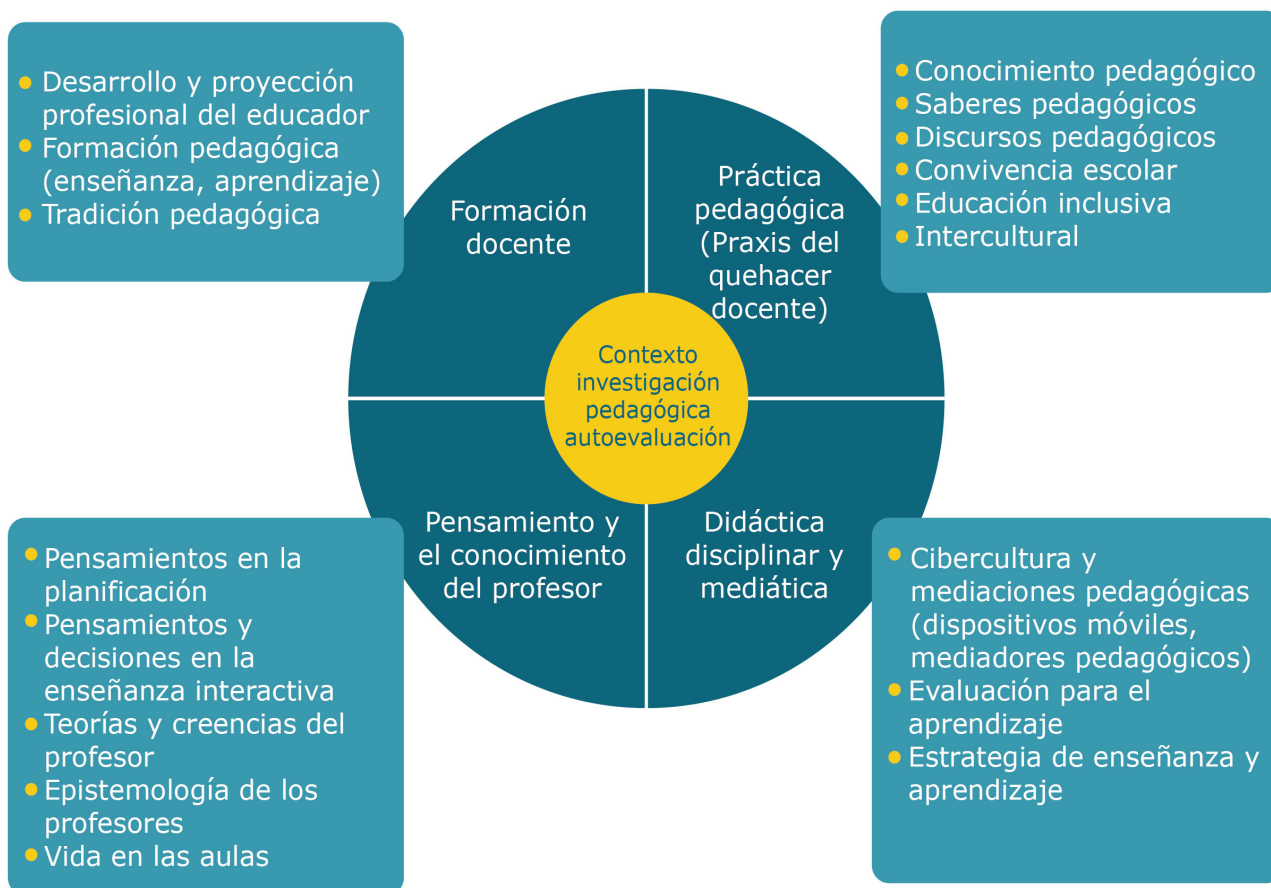 Desarrollo y proyección
profesional del educador
Formación pedagógica
(enseñanza, aprendizaje)
Tradición pedagógica
Conocimiento pedagógico
Saberes pedagógicos
Discursos pedagógicos
Convivencia escolar
Educación inclusiva
Intercultural
Formación
docente
Práctica
pedagógica
(Praxis del
quehacer
docente)
Contexto
investigación
pedagógica
autoevaluación
Pensamiento y
el conocimiento
del profesor
Didáctica
disciplinar y
mediática
Pensamientos en la
planificación
Pensamientos y
decisiones en la
enseñanza interactiva
Teorías y creencias del
profesor
Epistemología de los
profesores
Vida en las aulas
Cibercultura y
mediaciones pedagógicas
(dispositivos móviles,
mediadores pedagógicos)
Evaluación para el
aprendizaje
Estrategia de enseñanza y
aprendizaje